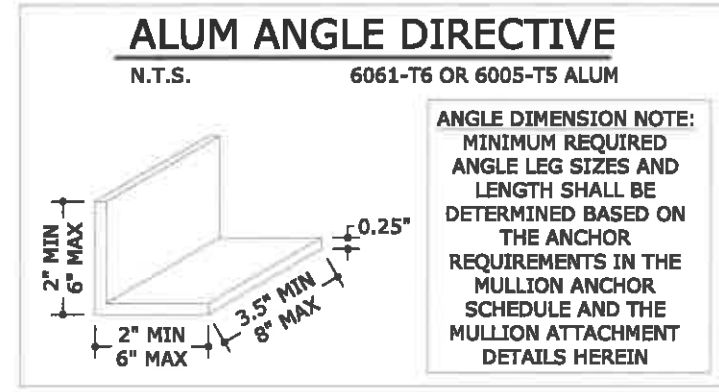 ALUM ANGLE DIRECTIVE
N.T.S. 6061-T6 OR 6005-T5 ALUM
ANGLE DIMENSION NOTE:
MINIMUM REQUIRED
ANGLE LEG SIZES AND
LENGTH SHALL BE
DETERMINED BASED ON
THE ANCHOR
REQUIREMENTS IN THE
MULLION ANCHOR
SCHEDULE AND THE
MULLION ATTACHMENT
DETAILS HEREIN
0.25"
2" MIN
6" MAX
3.5" MIN
8" MAX
2" MIN
6" MAX